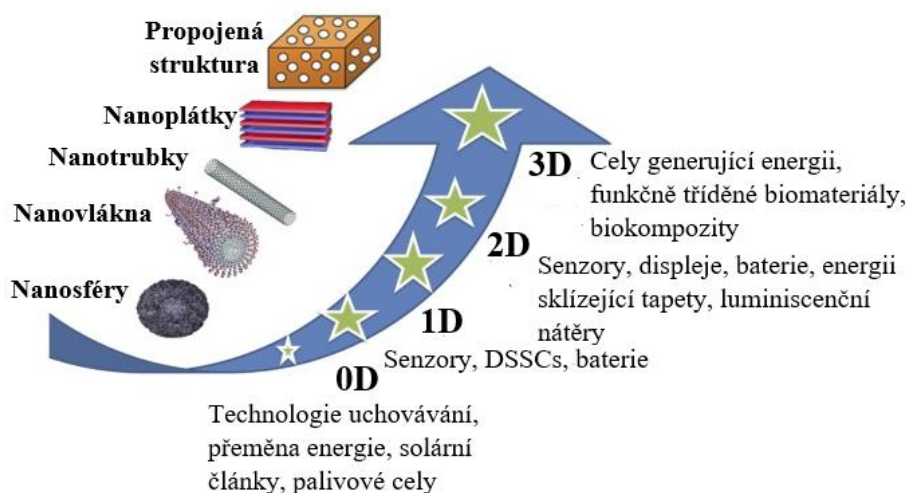 Propojená
struktura
Nanoplátky
Nanotrubky
Nanovlákna
Nanosféry
3D
Cely generující energii,
funkčně tříděné biomateriály,
biokompozity
2D
Senzory, displeje, baterie, energii
sklízející tapety, luminiscenční
nátěry
1D
Senzory, DSSCs, baterie
0D
Technologie uchovávání,
přeměna energie, solární
články, palivové cely